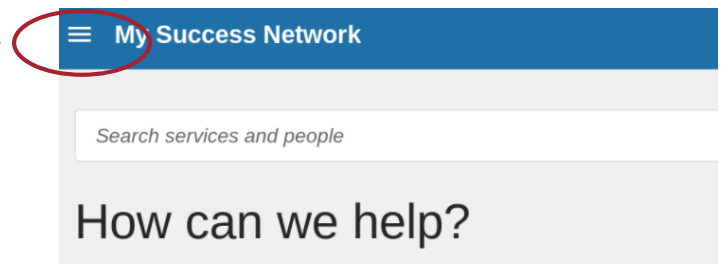 My Success Network
Search services and people
How can we help?